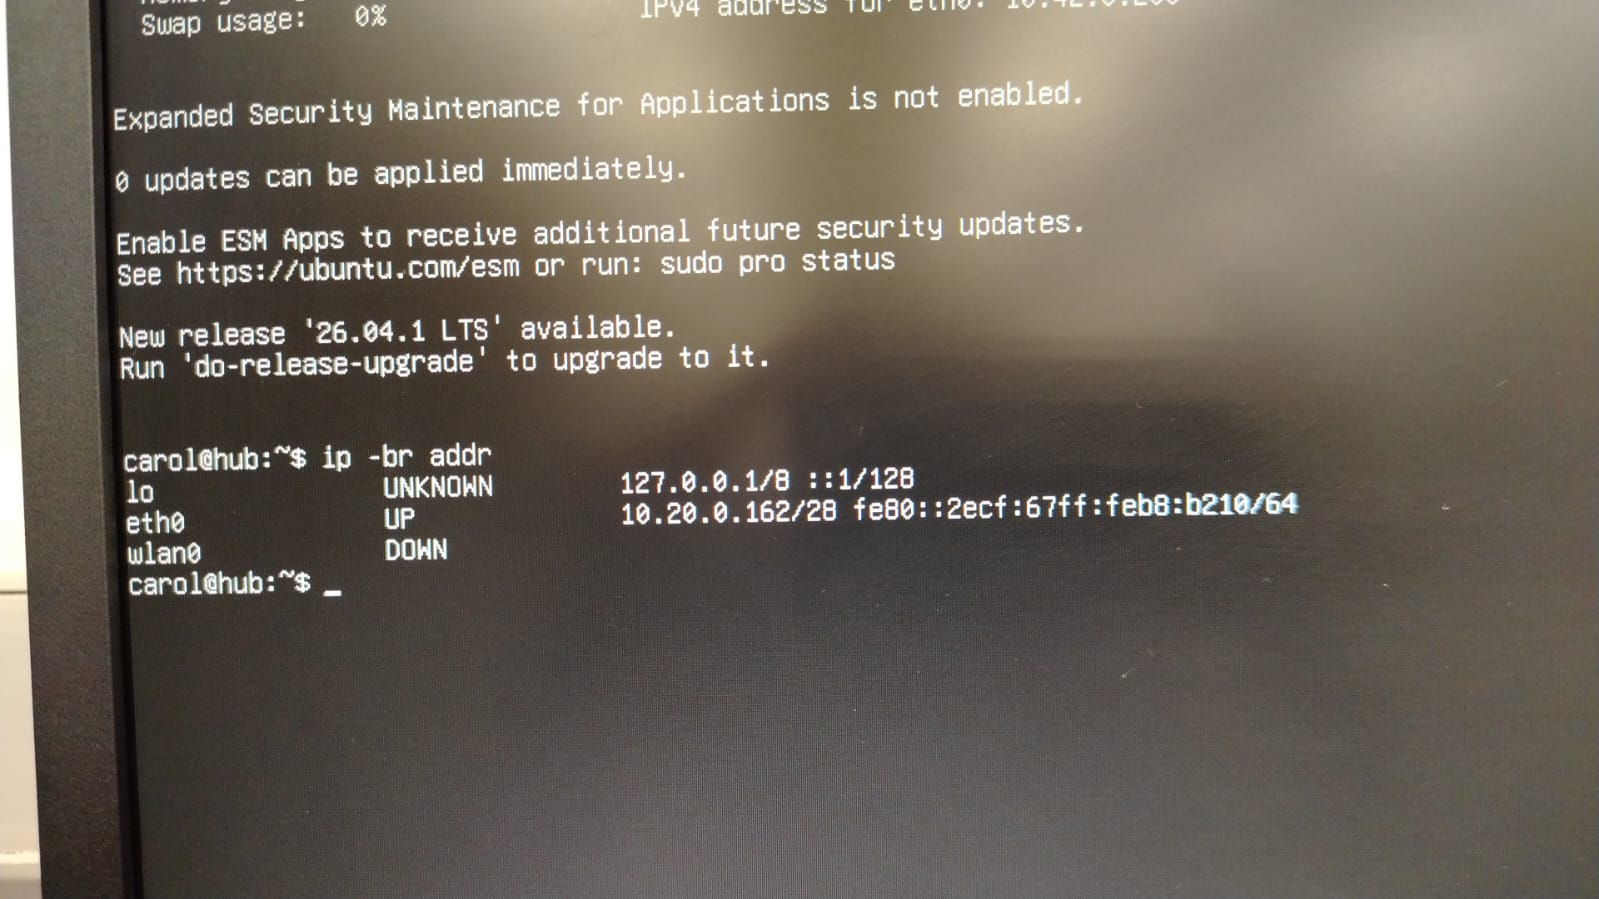 Swap usage: 0% IPv4 address for eth0:
Expanded Security Maintenance for Applications is not enabled.
0 updates can be applied immediately.
Enable ESM Apps to receive additional future security updates.
See https://ubuntu.com/esm or run: sudo pro status
New release '26.04.1 LTS' available.
Run 'do-release-upgrade' to upgrade to it.
carol@hub:~$ ip -br addr
lo UNKNOWN 127.0.0.1/8 ::1/128
eth0 UP 10.20.0.162/28 fe80::2ecf:67ff:feb8:b210/64
wlan0 DOWN
carol@hub:~$ _